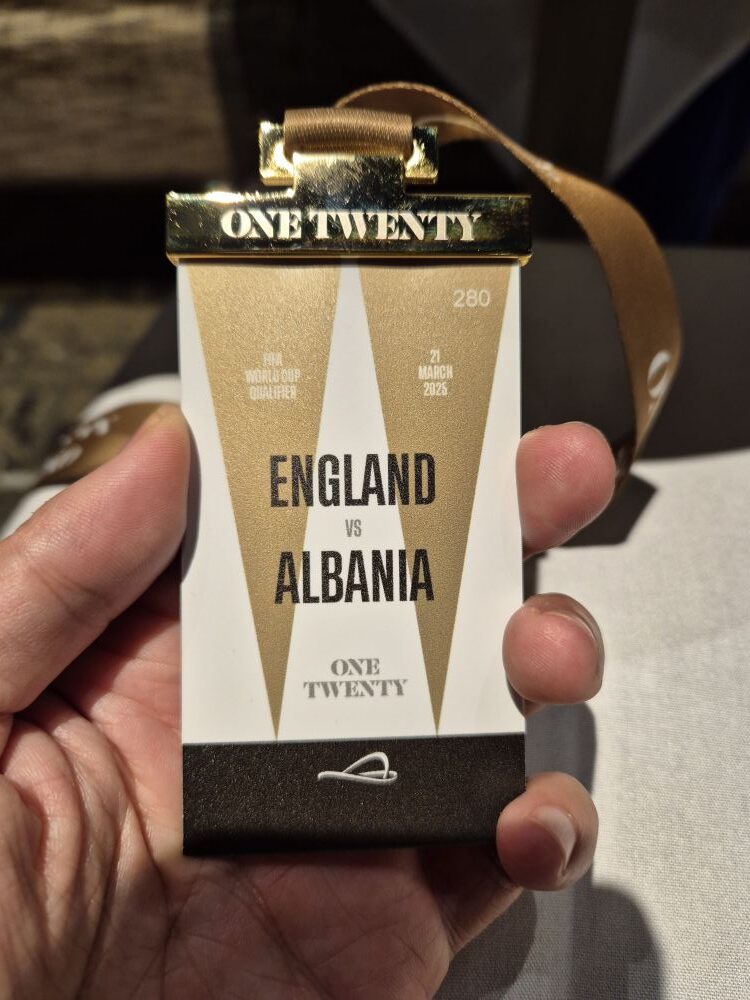 ONE TWENTY
280
FIFA
WORLD CUP
QUALIFIER
21
MARCH
2025
ENGLAND
VS
ALBANIA
ONE
TWENTY